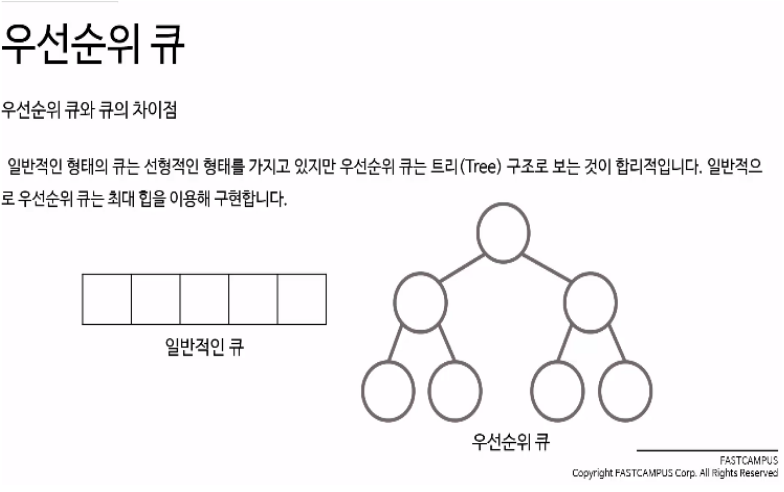 우선순위 큐
우선순위 큐와 큐의 차이점
일반적인 형태의 큐는 선형적인 형태를 가지고 있지만 우선순위 큐는 트리(Tree) 구조로 보는 것이 합리적입니다. 일반적으
로 우선순위 큐는 최대 힙을 이용해 구현합니다.
일반적인 큐
우선순위 큐
FASTCAMPUS
Copyright FASTCAMPUS Corp. All Rights Reserved